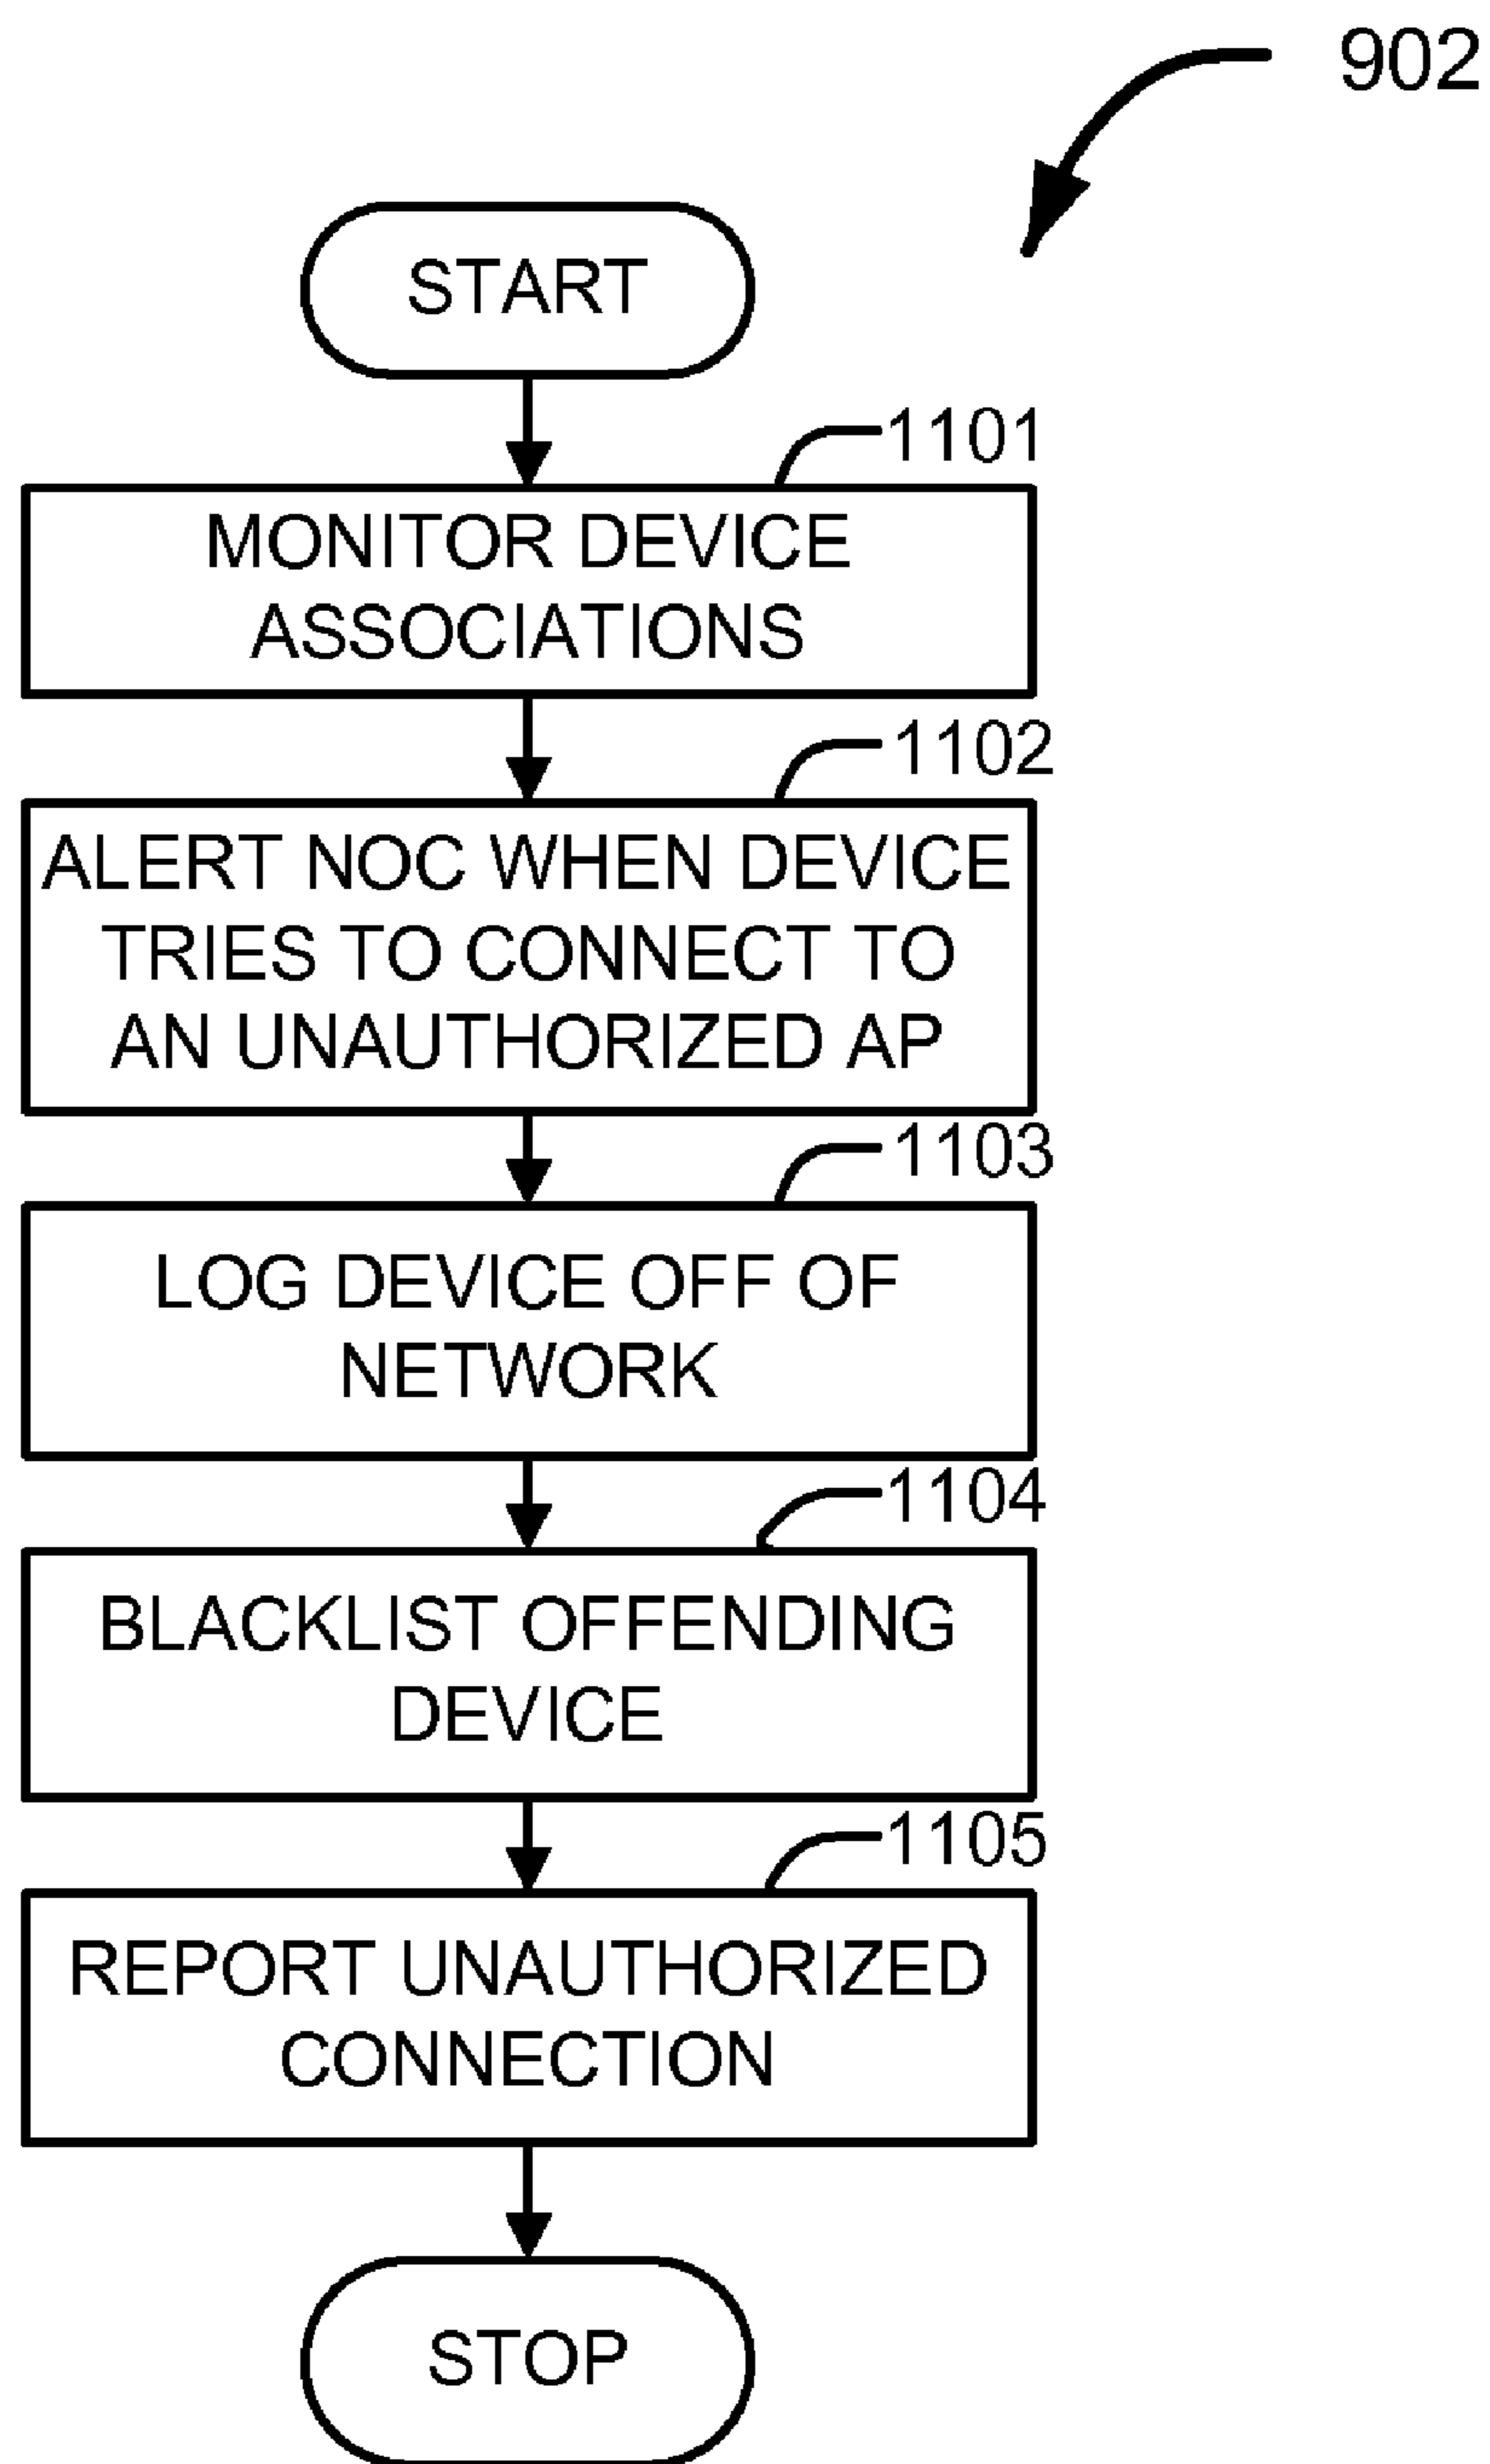 902
START
1101
MONITOR DEVICE
ASSOCIATIONS
1102
ALERT NOC WHEN DEVICE
TRIES TO CONNECT TO
AN UNAUTHORIZED AP
1103
LOG DEVICE OFF OF
NETWORK
1104
BLACKLIST OFFENDING
DEVICE
1105
REPORT UNAUTHORIZED
CONNECTION
STOP